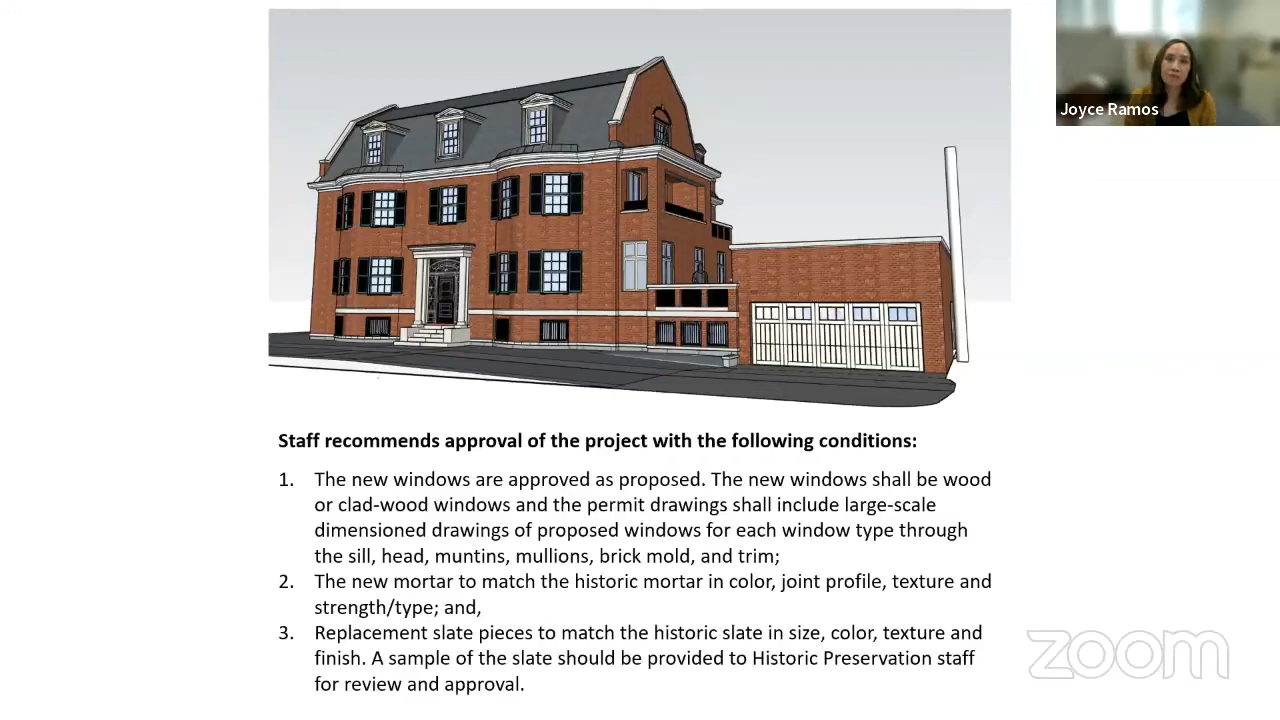 Joyce Ramos
Staff recommends approval of the project with the following conditions:
1. The new windows are approved as proposed. The new windows shall be wood
or clad-wood windows and the permit drawings shall include large-scale
dimensioned drawings of proposed windows for each window type through
the sill, head, muntins, mullions, brick mold, and trim;
2. The new mortar to match the historic mortar in color, joint profile, texture and
strength/type; and,
3. Replacement slate pieces to match the historic slate in size, color, texture and
finish. A sample of the slate should be provided to Historic Preservation staff
for review and approval.
zoom